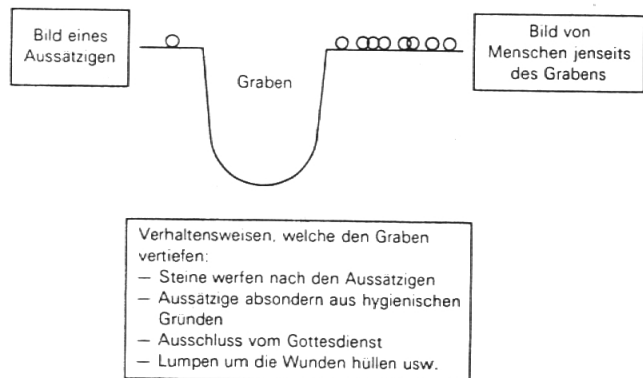 Bild eines
Aussätzigen
Graben
Bild von
Menschen jenseits
des Grabens
Verhaltensweisen, welche den Graben
vertiefen:
— Steine werfen nach den Aussätzigen
— Aussätzige absondern aus hygienischen
Gründen
— Ausschluss vom Gottesdienst
— Lumpen um die Wunden hüllen usw.